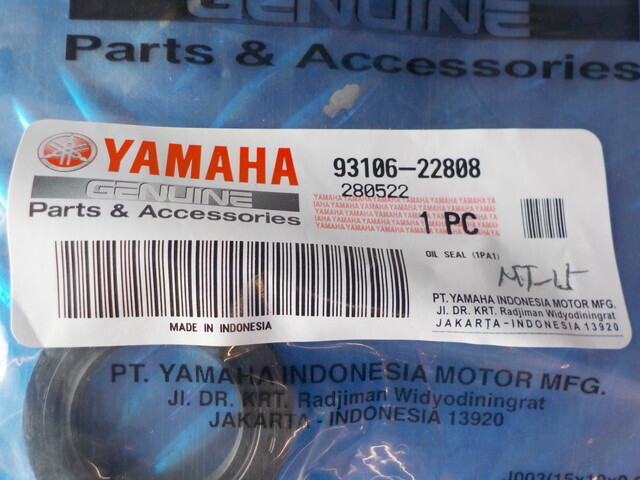 GENUINE
Parts & Accessories
YAMAHA
GENUINE
Parts & Accessories
93106-22808
280522
1 PC
OIL SEAL (1PA1)
PT. YAMAHA INDONESIA MOTOR MFG.
Jl. DR. KRT. Radjiman Widyodiningrat
JAKARTA - INDONESIA 13920
MADE IN INDONESIA
PT. YAMAHA INDONESIA MOTOR MFG.
Jl. DR. KRT. Radjiman Widyodiningrat
JAKARTA - INDONESIA 13920